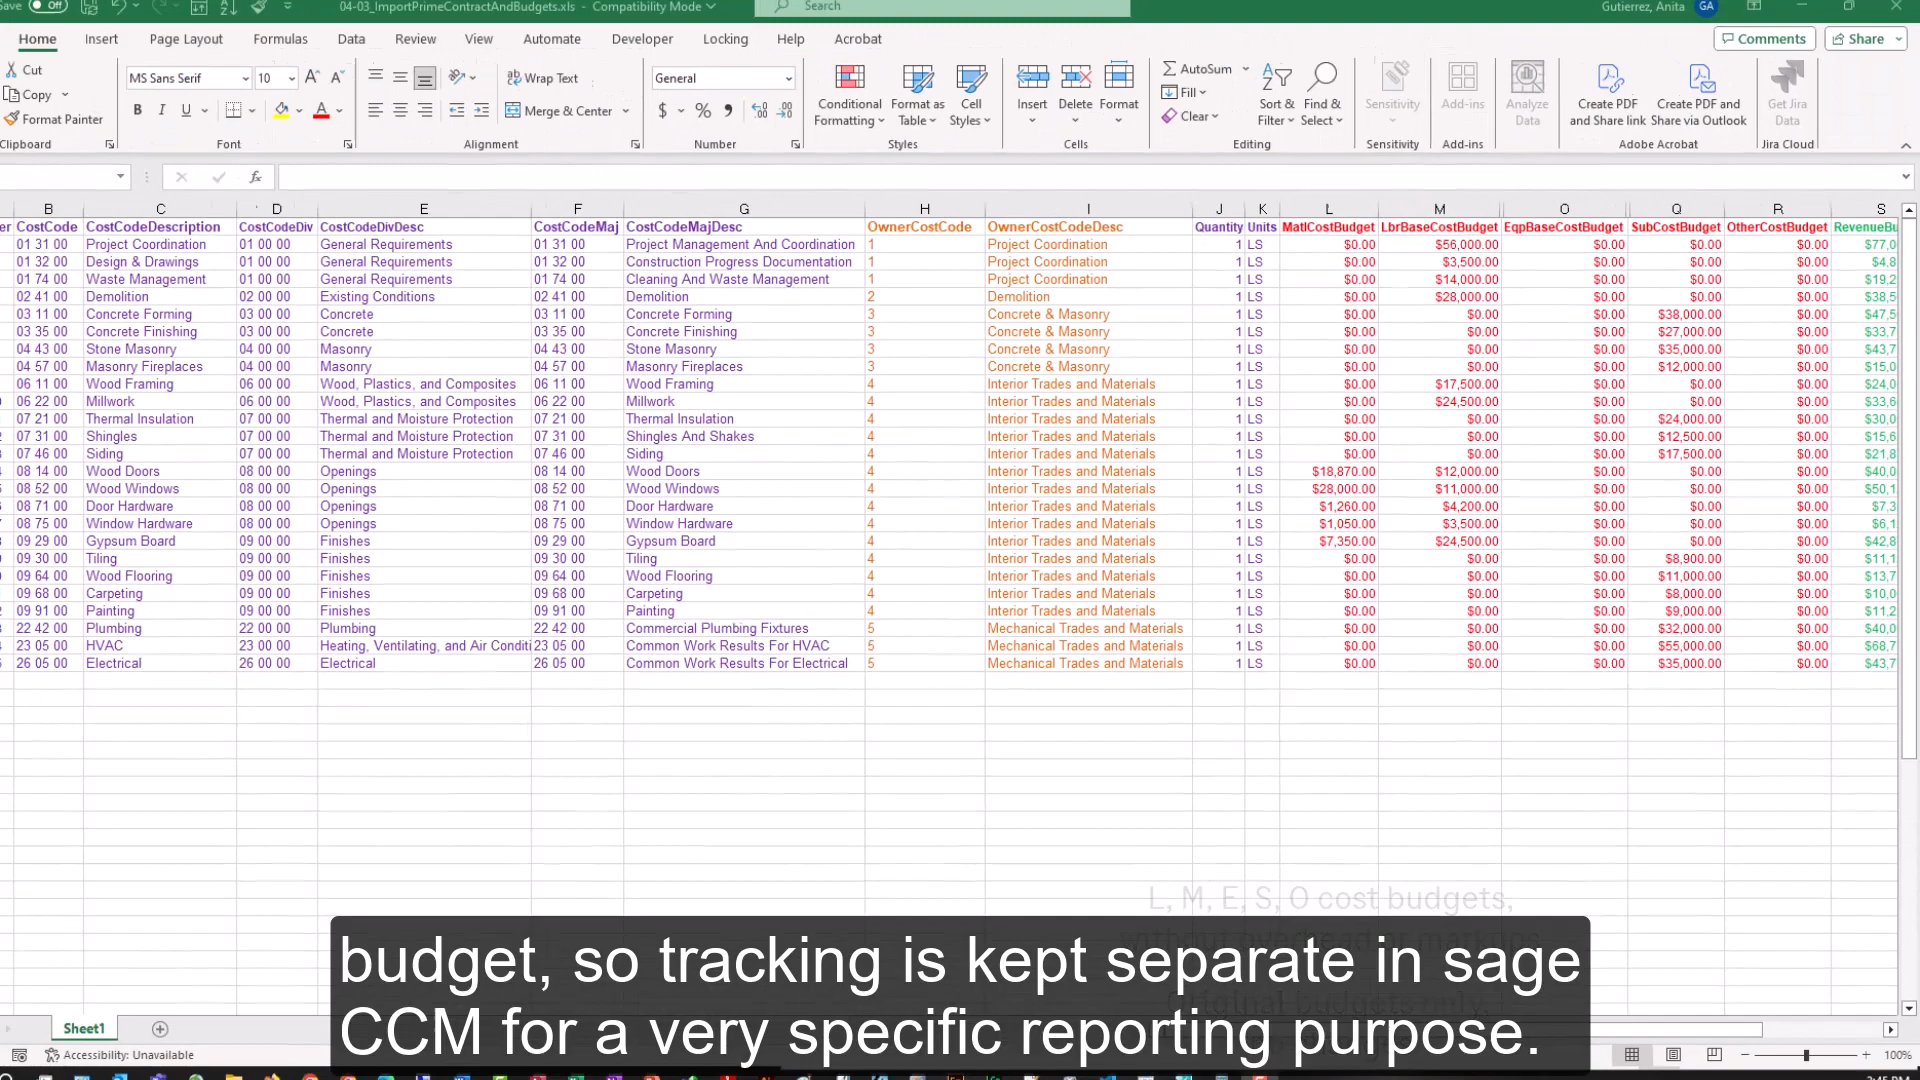 Save Off 04-03_ImportPrimeContractAndBudgets.xls - Compatibility Mode Search Gutierrez, Anita GA
Home Insert Page Layout Formulas Data Review View Automate Developer Locking Help Acrobat Comments Share
Cut MS Sans Serif 10 A A Wrap Text General AutoSum
Copy Fill
Format Painter B I U A Merge & Center $ % Conditional Formatting Format as Table Cell Styles Insert Delete Format Clear Sort & Filter Find & Select Sensitivity Add-ins Analyze Data Create PDF and Share link Create PDF and Share via Outlook Get Jira Data
Clipboard Font Alignment Number Styles Cells Editing Sensitivity Add-ins Adobe Acrobat Jira Cloud
fx
B C D E F G H I J K L M O Q R S
CostCode CostCodeDescription CostCodeDiv CostCodeDivDesc CostCodeMaj CostCodeMajDesc OwnerCostCode OwnerCostCodeDesc Quantity Units MatlCostBudget LbrBaseCostBudget EqpBaseCostBudget SubCostBudget OtherCostBudget RevenueBu
01 31 00 Project Coordination 01 00 00 General Requirements 01 31 00 Project Management And Coordination 1 Project Coordination 1 LS $0.00 $56,000.00 $0.00 $0.00 $0.00 $77,0
01 32 00 Design & Drawings 01 00 00 General Requirements 01 32 00 Construction Progress Documentation 1 Project Coordination 1 LS $0.00 $3,500.00 $0.00 $0.00 $0.00 $4,8
01 74 00 Waste Management 01 00 00 General Requirements 01 74 00 Cleaning And Waste Management 1 Project Coordination 1 LS $0.00 $14,000.00 $0.00 $0.00 $0.00 $19,2
02 41 00 Demolition 02 00 00 Existing Conditions 02 41 00 Demolition 2 Demolition 1 LS $0.00 $28,000.00 $0.00 $0.00 $0.00 $38,5
03 11 00 Concrete Forming 03 00 00 Concrete 03 11 00 Concrete Forming 3 Concrete & Masonry 1 LS $0.00 $0.00 $0.00 $38,000.00 $0.00 $47,5
03 35 00 Concrete Finishing 03 00 00 Concrete 03 35 00 Concrete Finishing 3 Concrete & Masonry 1 LS $0.00 $0.00 $0.00 $27,000.00 $0.00 $33,7
04 43 00 Stone Masonry 04 00 00 Masonry 04 43 00 Stone Masonry 3 Concrete & Masonry 1 LS $0.00 $0.00 $0.00 $35,000.00 $0.00 $43,7
04 57 00 Masonry Fireplaces 04 00 00 Masonry 04 57 00 Masonry Fireplaces 3 Concrete & Masonry 1 LS $0.00 $0.00 $0.00 $12,000.00 $0.00 $15,0
06 11 00 Wood Framing 06 00 00 Wood, Plastics, and Composites 06 11 00 Wood Framing 4 Interior Trades and Materials 1 LS $0.00 $17,500.00 $0.00 $0.00 $0.00 $24,0
06 22 00 Millwork 06 00 00 Wood, Plastics, and Composites 06 22 00 Millwork 4 Interior Trades and Materials 1 LS $0.00 $24,500.00 $0.00 $0.00 $0.00 $33,6
07 21 00 Thermal Insulation 07 00 00 Thermal and Moisture Protection 07 21 00 Thermal Insulation 4 Interior Trades and Materials 1 LS $0.00 $0.00 $0.00 $24,000.00 $0.00 $30,0
07 31 00 Shingles 07 00 00 Thermal and Moisture Protection 07 31 00 Shingles And Shakes 4 Interior Trades and Materials 1 LS $0.00 $0.00 $0.00 $12,500.00 $0.00 $15,6
07 46 00 Siding 07 00 00 Thermal and Moisture Protection 07 46 00 Siding 4 Interior Trades and Materials 1 LS $0.00 $0.00 $0.00 $17,500.00 $0.00 $21,8
08 14 00 Wood Doors 08 00 00 Openings 08 14 00 Wood Doors 4 Interior Trades and Materials 1 LS $18,870.00 $12,000.00 $0.00 $0.00 $0.00 $40,0
08 52 00 Wood Windows 08 00 00 Openings 08 52 00 Wood Windows 4 Interior Trades and Materials 1 LS $28,000.00 $11,000.00 $0.00 $0.00 $0.00 $50,1
08 71 00 Door Hardware 08 00 00 Openings 08 71 00 Door Hardware 4 Interior Trades and Materials 1 LS $1,260.00 $4,200.00 $0.00 $0.00 $0.00 $7,3
08 75 00 Window Hardware 08 00 00 Openings 08 75 00 Window Hardware 4 Interior Trades and Materials 1 LS $1,050.00 $3,500.00 $0.00 $0.00 $0.00 $6,1
09 29 00 Gypsum Board 09 00 00 Finishes 09 29 00 Gypsum Board 4 Interior Trades and Materials 1 LS $7,350.00 $24,500.00 $0.00 $0.00 $0.00 $42,8
09 30 00 Tiling 09 00 00 Finishes 09 30 00 Tiling 4 Interior Trades and Materials 1 LS $0.00 $0.00 $0.00 $8,900.00 $0.00 $11,1
09 64 00 Wood Flooring 09 00 00 Finishes 09 64 00 Wood Flooring 4 Interior Trades and Materials 1 LS $0.00 $0.00 $0.00 $11,000.00 $0.00 $13,7
09 68 00 Carpeting 09 00 00 Finishes 09 68 00 Carpeting 4 Interior Trades and Materials 1 LS $0.00 $0.00 $0.00 $8,000.00 $0.00 $10,0
09 91 00 Painting 09 00 00 Finishes 09 91 00 Painting 4 Interior Trades and Materials 1 LS $0.00 $0.00 $0.00 $9,000.00 $0.00 $11,2
22 42 00 Plumbing 22 00 00 Plumbing 22 42 00 Commercial Plumbing Fixtures 5 Mechanical Trades and Materials 1 LS $0.00 $0.00 $0.00 $32,000.00 $0.00 $40,0
23 05 00 HVAC 23 00 00 Heating, Ventilating, and Air Conditi 23 05 00 Common Work Results For HVAC 5 Mechanical Trades and Materials 1 LS $0.00 $0.00 $0.00 $55,000.00 $0.00 $68,7
26 05 00 Electrical 26 00 00 Electrical 26 05 00 Common Work Results For Electrical 5 Mechanical Trades and Materials 1 LS $0.00 $0.00 $0.00 $35,000.00 $0.00 $43,7
L, M, E, S, O cost budgets,
without overhead or markups
Original budgets only,
budget, so tracking is kept separate in sage
CCM for a very specific reporting purpose.
Sheet1
Accessibility: Unavailable 100%